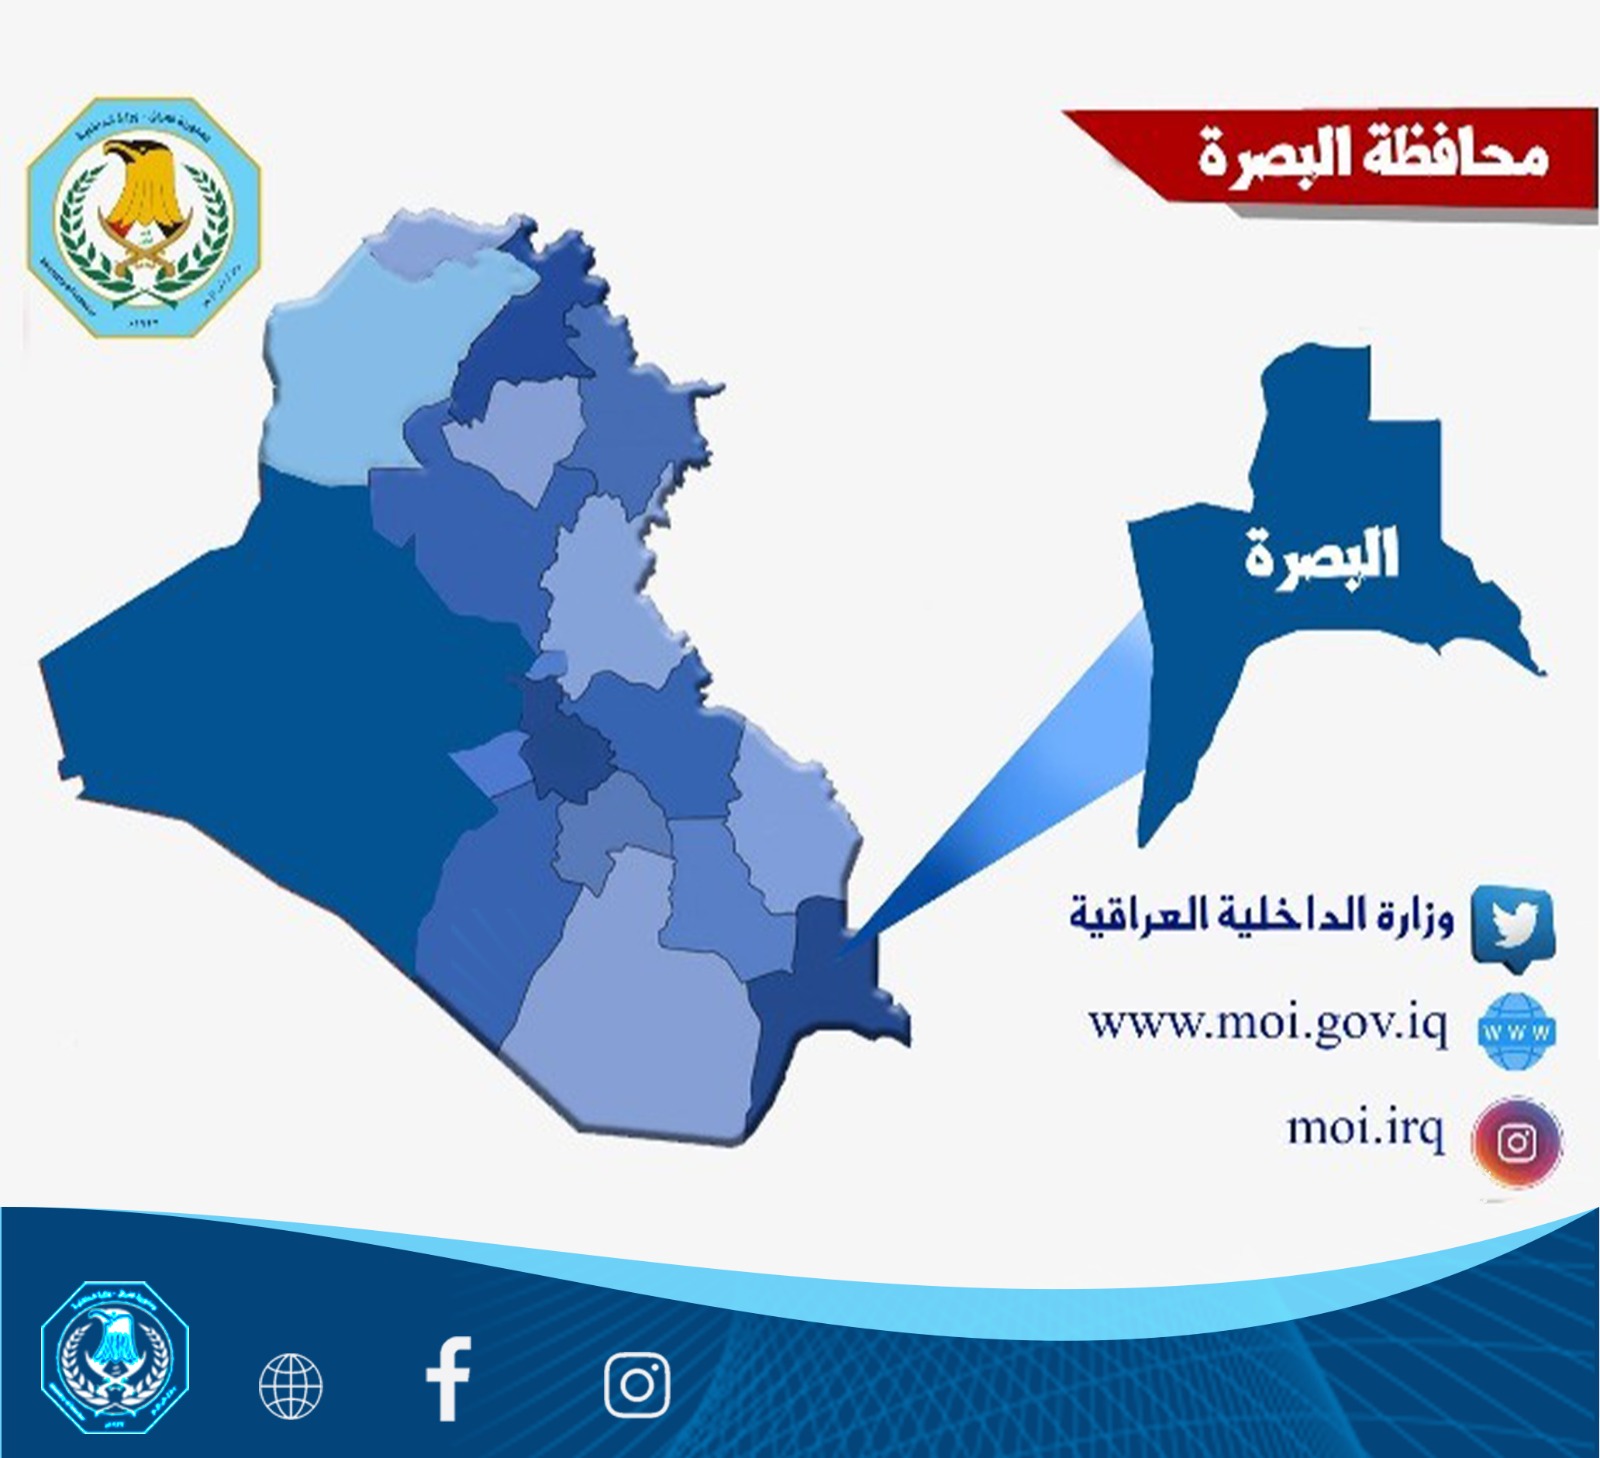 محافظة البصرة
البصرة
وزارة الداخلية العراقية
www.moi.gov.iq
W W W
moi.irq